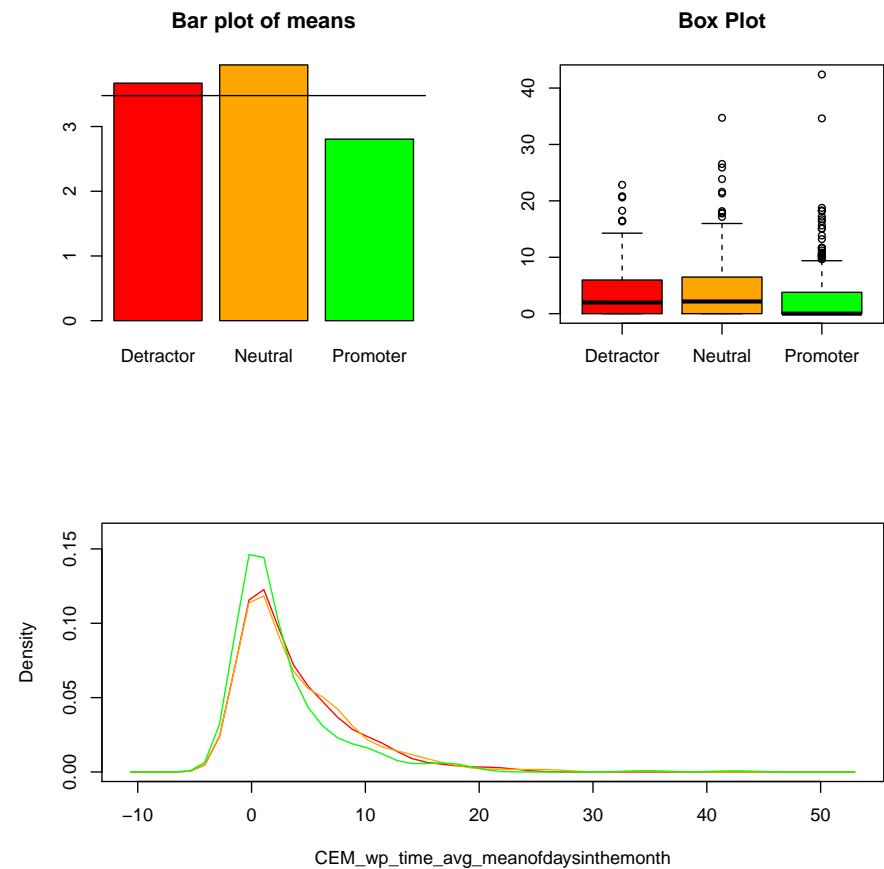 Bar plot of means
0
1
2
3
Detractor Neutral Promoter
Box Plot
0
10
20
30
40
Detractor Neutral Promoter
Density
0.00
0.05
0.10
0.15
−10 0 10 20 30 40 50
CEM_wp_time_avg_meanofdaysinthemonth